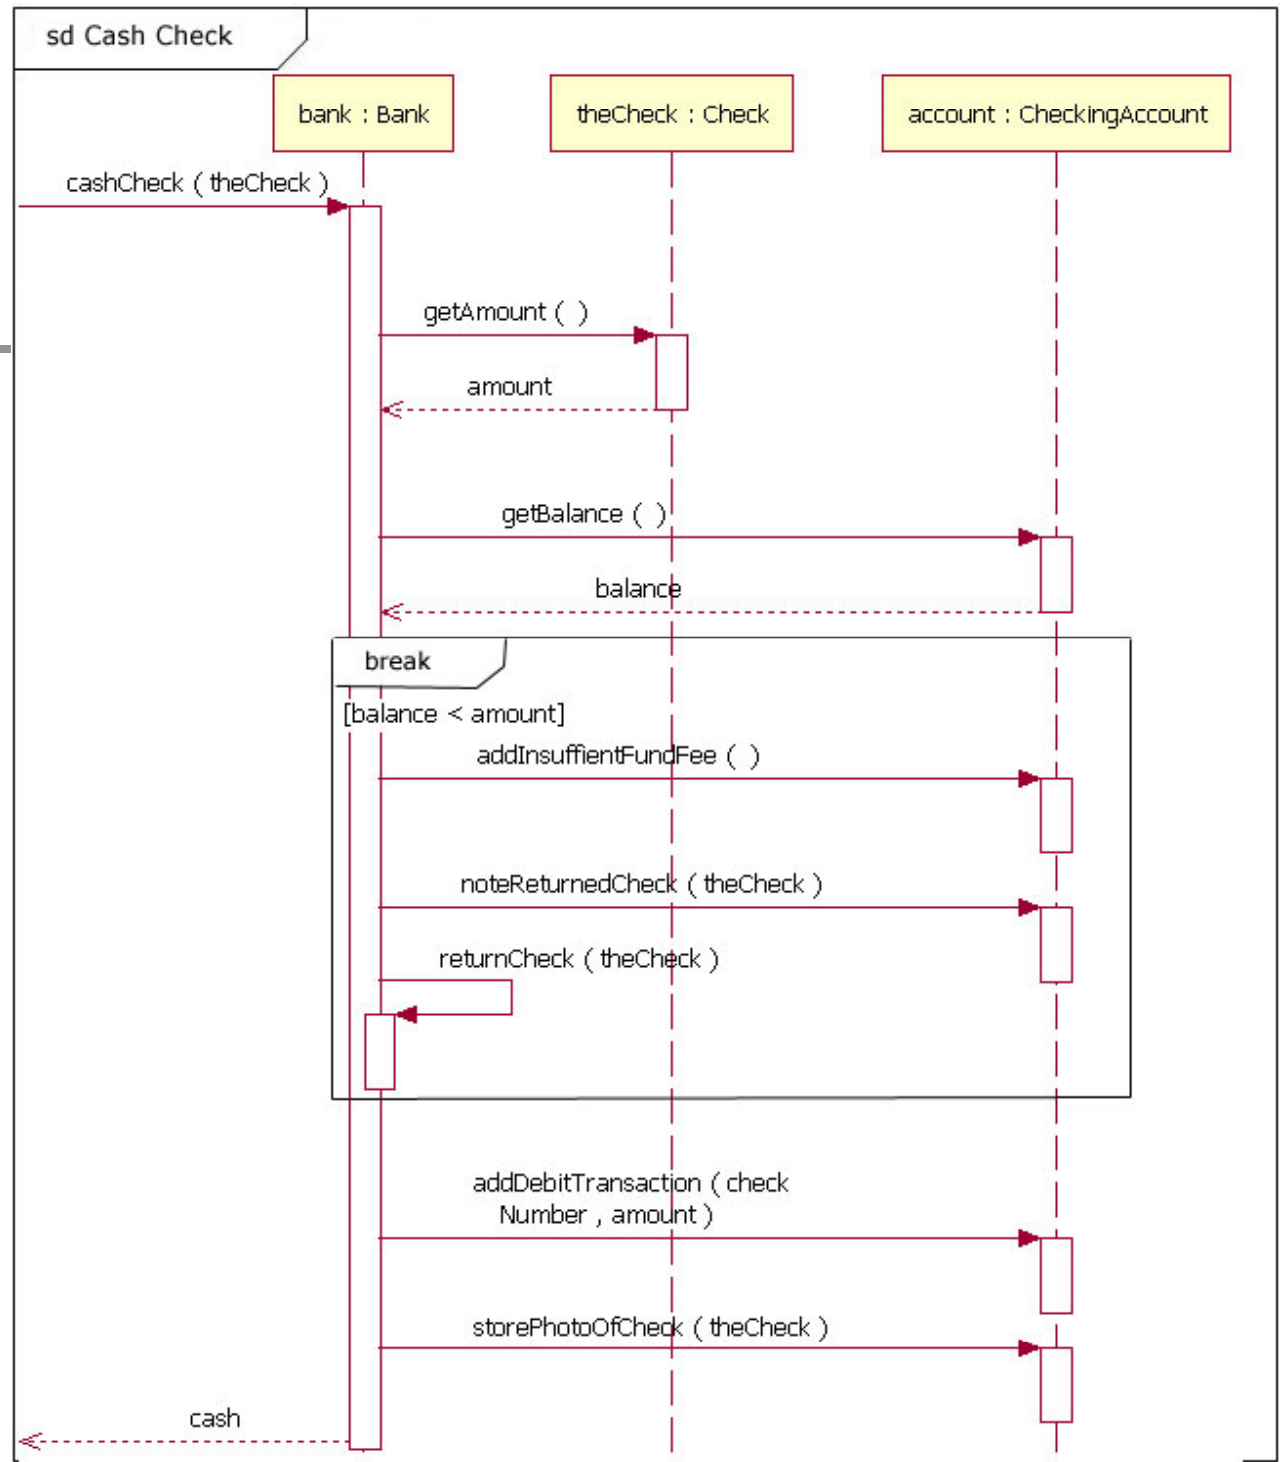 sd Cash Check
bank : Bank
theCheck : Check
account : CheckingAccount
cashCheck ( theCheck )
getAmount (  )
amount
getBalance (  )
balance
break
[balance < amount]
addInsuffientFundFee (  )
noteReturnedCheck ( theCheck )
returnCheck ( theCheck )
addDebitTransaction ( check
Number , amount )
storePhotoOfCheck ( theCheck )
cash